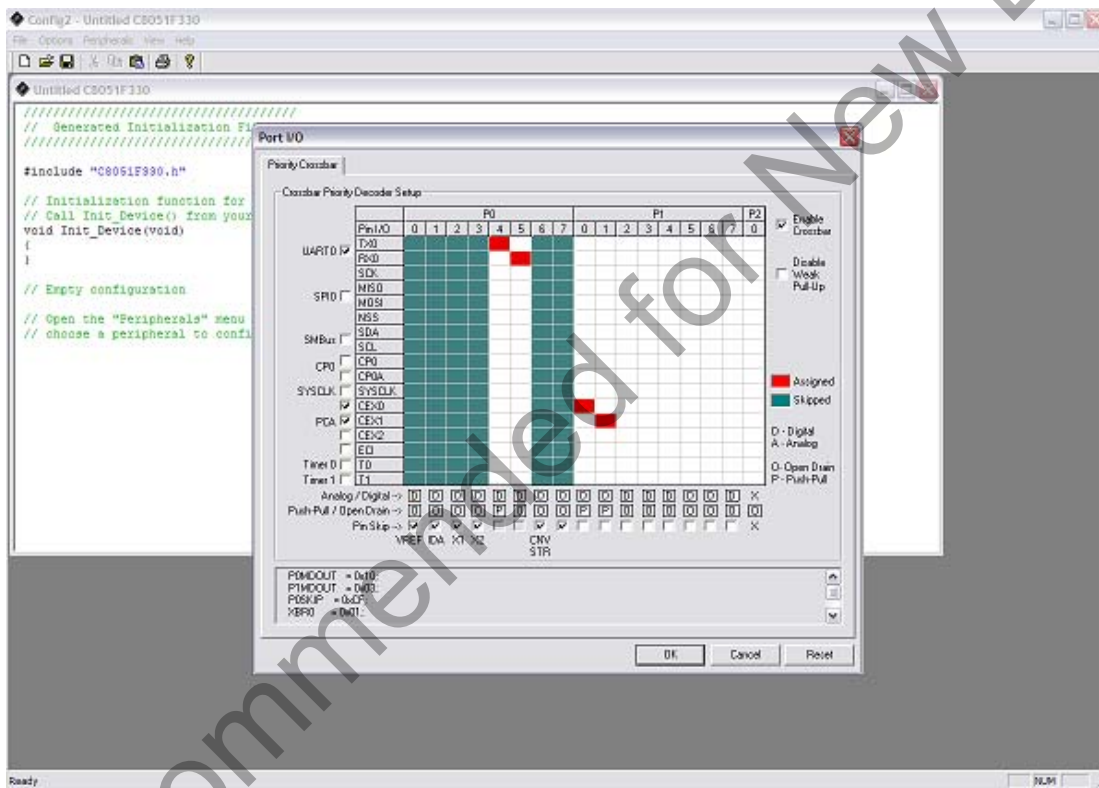 Config2 - Untitled C8051F330
File Options Peripherals View Help
Untitled C8051F330
//////////////////////////////////////
// Generated Initialization Fi
#include "C8051F330.h"
// Initialization function for
// Call Init_Device() from your
void Init_Device(void)
{
}
// Empty configuration
// Open the "Peripherals" menu
// choose a peripheral to confi
Port I/O
Priority Crossbar
Crossbar Priority Decoder Setup
P0 P1 P2
Pin I/O 0 1 2 3 4 5 6 7 0 1 2 3 4 5 6 7 0
Enable Crossbar
UART0
TX0
RX0
Disable Weak Pull-Up
SPI0
SCK
MISO
MOSI
NSS
SMBus
SDA
SCL
CP0
CP0
CP0A
SYSCLK SYSCLK
PCA
CEX0
CEX1
CEX2
ECI
Timer 0 T0
Timer 1 T1
Assigned
Skipped
D - Digital
A - Analog
O - Open Drain
P - Push-Pull
Analog / Digital -> D D D D D D D D D D D D D D D D X
Push-Pull / Open Drain -> O O O O P O O O P P O O O O O O O
Pin Skip -> X
VREF IDA X1 X2 CNV
STR
P0MDOUT = 0x10;
P1MDOUT = 0x03;
P0SKIP = 0xCF;
XBR0 = 0x01;
OK Cancel Reset
Ready
NUM
ommended for New